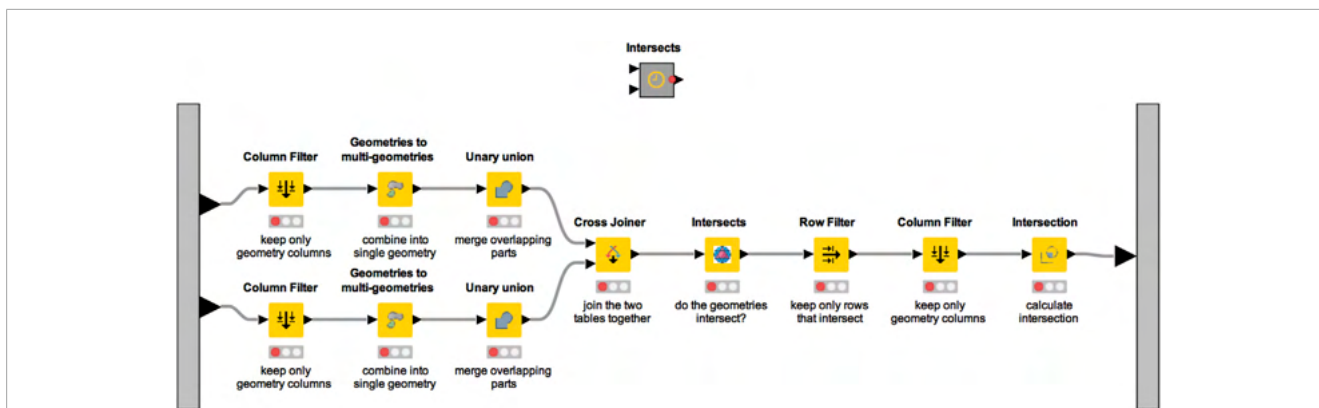 Intersects
Geometries to
multi-geometries
Column Filter
Unary union
keep only
geometry columns
combine into
single geometry
merge overlapping
parts
Cross Joiner
Intersects
Row Filter
Column Filter
Intersection
join the two
tables together
do the geometries
intersect?
keep only rows
that intersect
keep only
geometry columns
calculate
intersection
Geometries to
multi-geometries
Column Filter
Unary union
keep only
geometry columns
combine into
single geometry
merge overlapping
parts